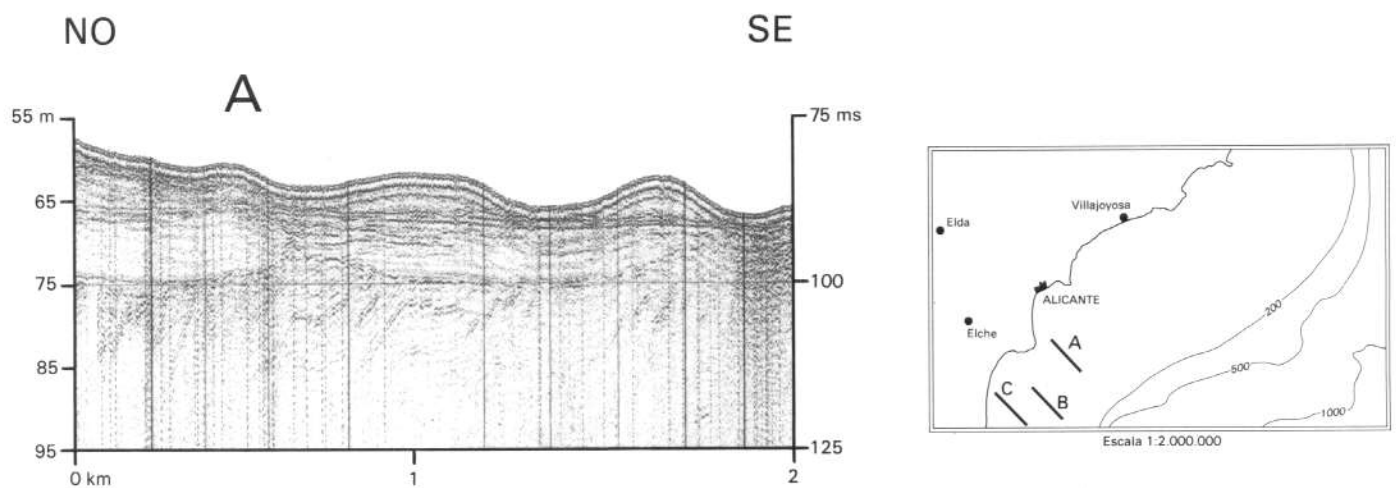 NO
SE
A
55 m
65
75
85
95
75 ms
100
125
0 km
1
2
Elda
Villajoyosa
ALICANTE
Elche
A
B
C
200
500
1000
Escala 1:2.000.000